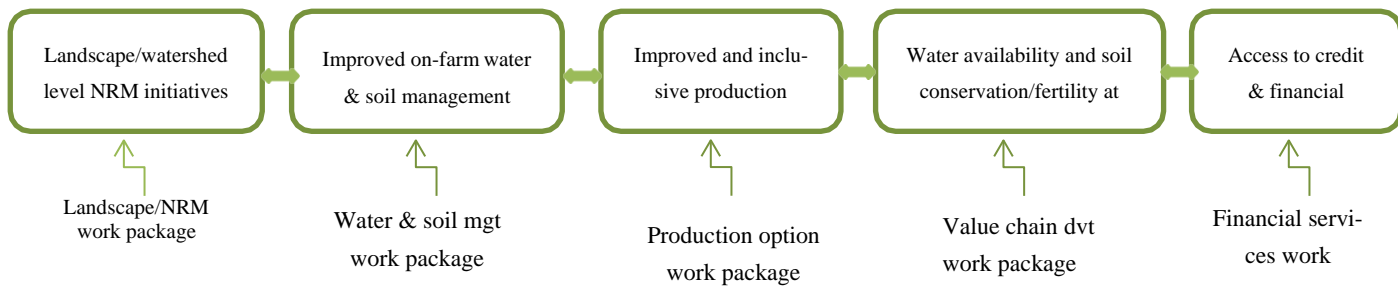 Landscape/watershed
level NRM initiatives
Improved on-farm water
& soil management
Improved and inclu-
sive production
Water availability and soil
conservation/fertility at
Access to credit
& financial
Landscape/NRM
work package
Water & soil mgt
work package
Production option
work package
Value chain dvt
work package
Financial servi-
ces work